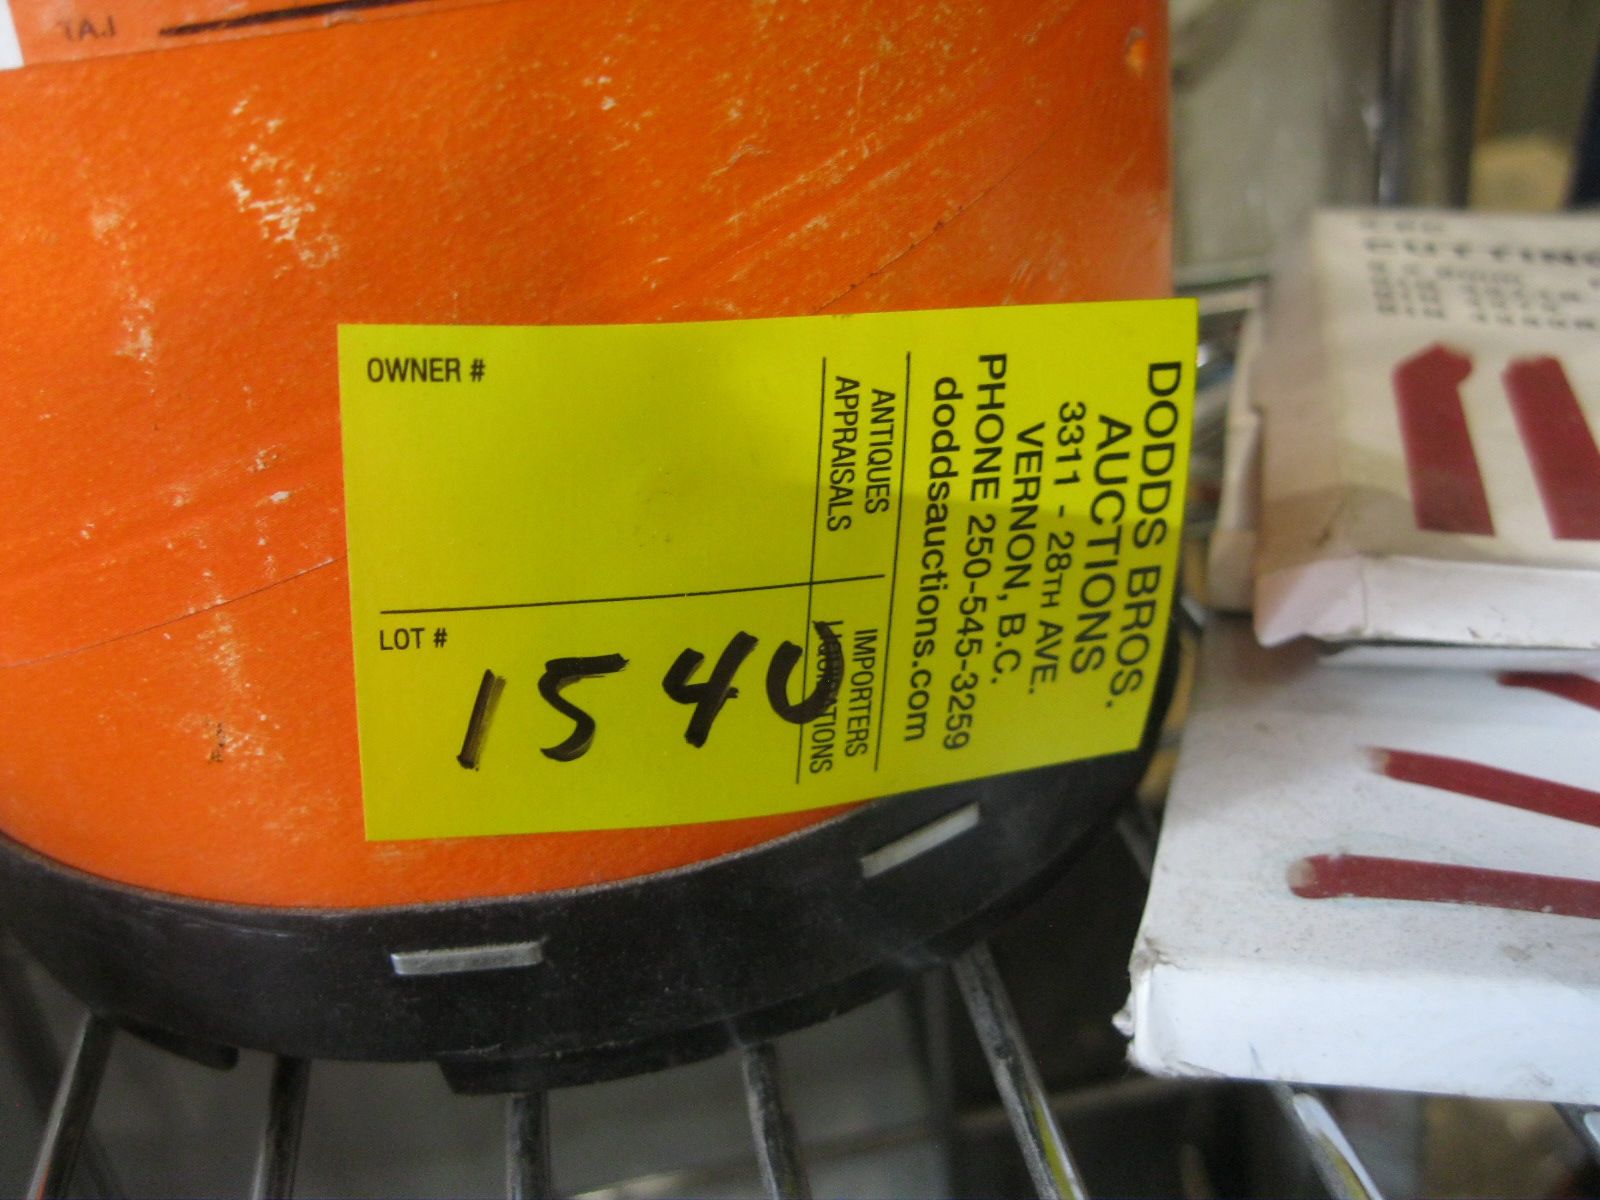 OWNER #
LOT #
1540
DODDS BROS.
AUCTIONS
3311 - 28TH AVE.
VERNON, B.C.
PHONE 250-545-3259
doddsauctions.com
ANTIQUES
APPRAISALS
IMPORTERS
LIQUIDATIONS